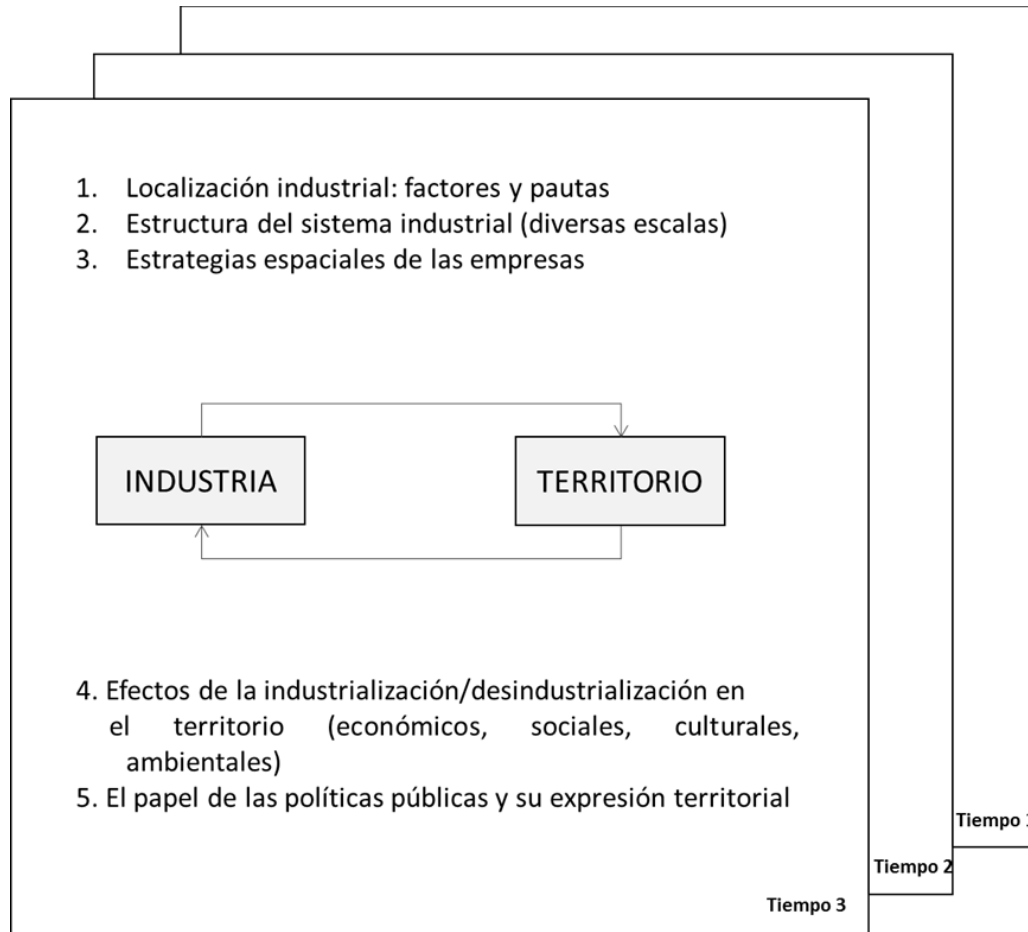 1. Localización industrial: factores y pautas
2. Estructura del sistema industrial (diversas escalas)
3. Estrategias espaciales de las empresas
INDUSTRIA
TERRITORIO
4. Efectos de la industrialización/desindustrialización en
el territorio (económicos, sociales, culturales,
ambientales)
5. El papel de las políticas públicas y su expresión territorial
Tiempo 1
Tiempo 2
Tiempo 3